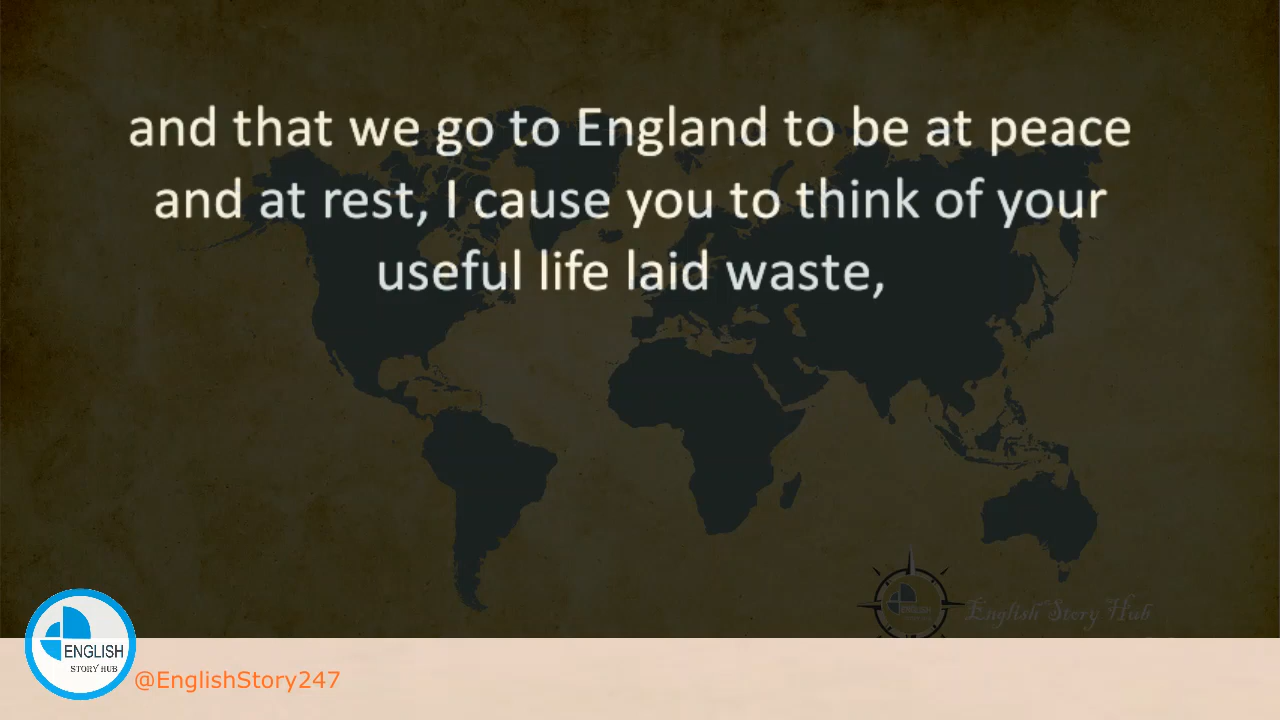 and that we go to England to be at peace
and at rest, I cause you to think of your
useful life laid waste,
English Story Hub
ENGLISH
STORY HUB
@EnglishStory247